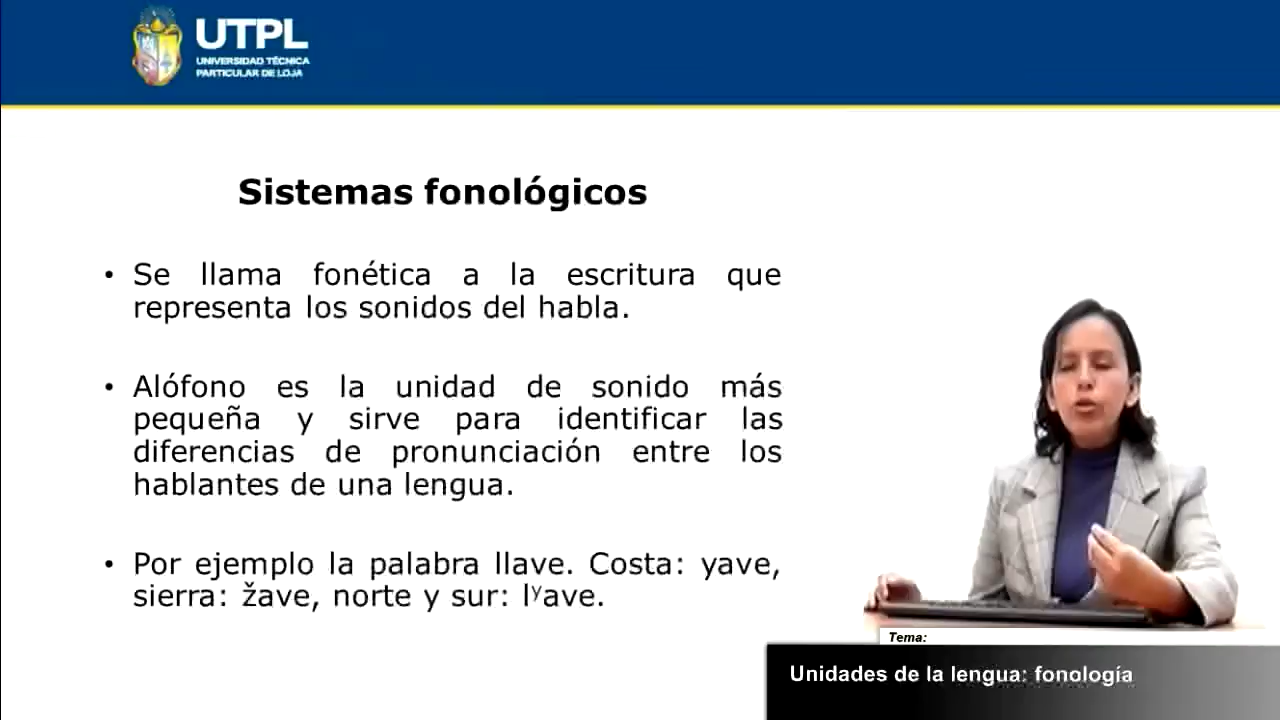 UTPL
UNIVERSIDAD TÉCNICA
PARTICULAR DE LOJA
Sistemas fonológicos
• Se llama fonética a la escritura que
representa los sonidos del habla.
• Alófono es la unidad de sonido más
pequeña y sirve para identificar las
diferencias de pronunciación entre los
hablantes de una lengua.
• Por ejemplo la palabra llave. Costa: yave,
sierra: žave, norte y sur: lʸave.
Tema:
Unidades de la lengua: fonología